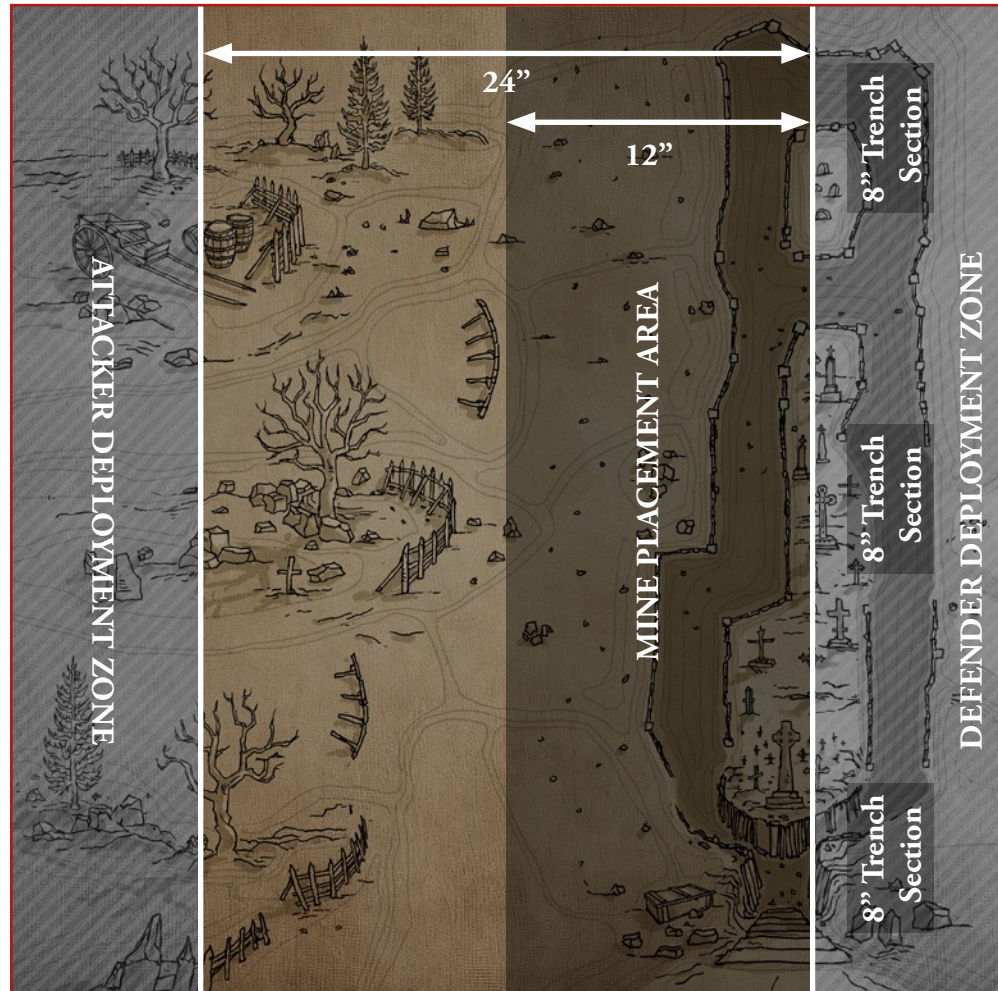 24”
12”
8” Trench
Section
ATTACKER DEPLOYMENT ZONE
MINE PLACEMENT AREA
8” Trench
Section
DEFENDER DEPLOYMENT ZONE
8” Trench
Section